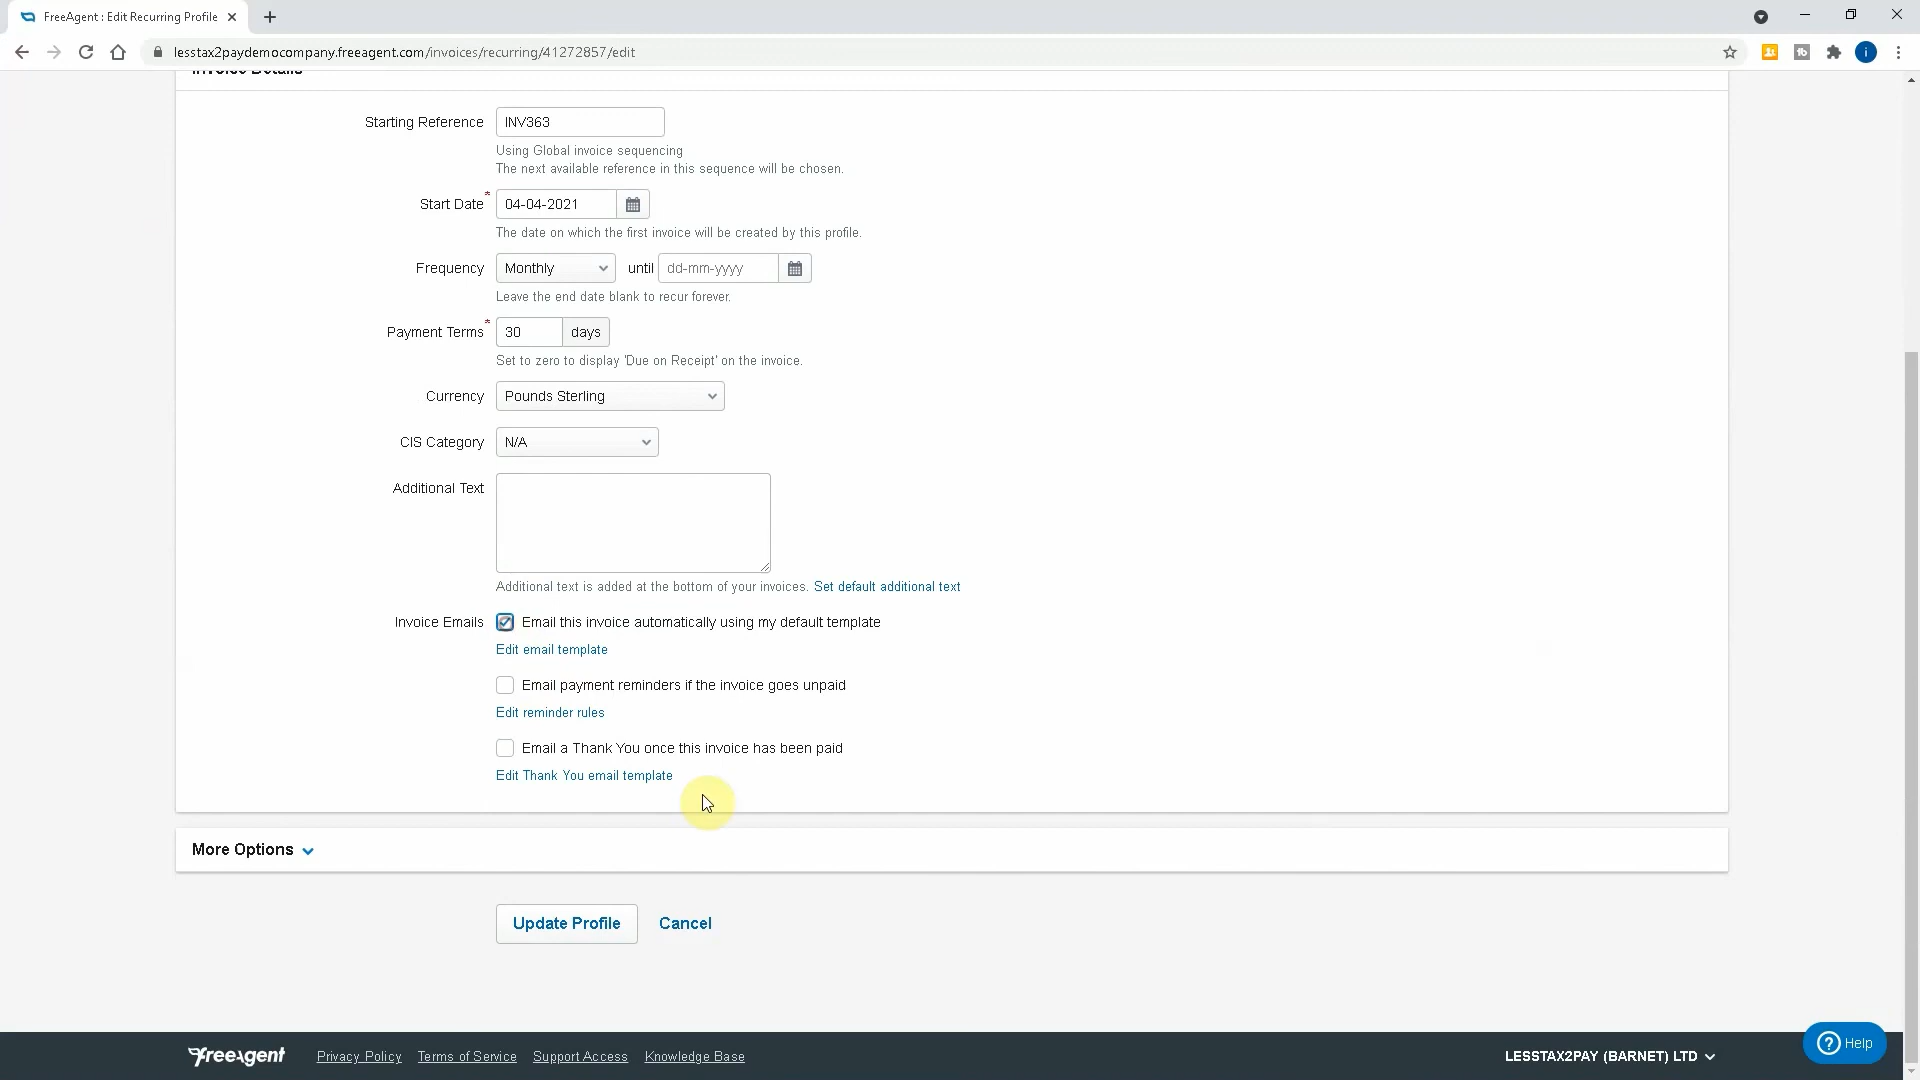 FreeAgent : Edit Recurring Profile
lesstax2paydemocompany.freeagent.com/invoices/recurring/41272857/edit
Invoice Details
Starting Reference INV363
Using Global invoice sequencing
The next available reference in this sequence will be chosen.
Start Date* 04-04-2021
The date on which the first invoice will be created by this profile.
Frequency Monthly until dd-mm-yyyy
Leave the end date blank to recur forever.
Payment Terms* 30 days
Set to zero to display 'Due on Receipt' on the invoice.
Currency Pounds Sterling
CIS Category N/A
Additional Text
Additional text is added at the bottom of your invoices. Set default additional text
Invoice Emails Email this invoice automatically using my default template
Edit email template
Email payment reminders if the invoice goes unpaid
Edit reminder rules
Email a Thank You once this invoice has been paid
Edit Thank You email template
More Options
Update Profile Cancel
FreeAgent Privacy Policy Terms of Service Support Access Knowledge Base LESSTAX2PAY (BARNET) LTD
? Help